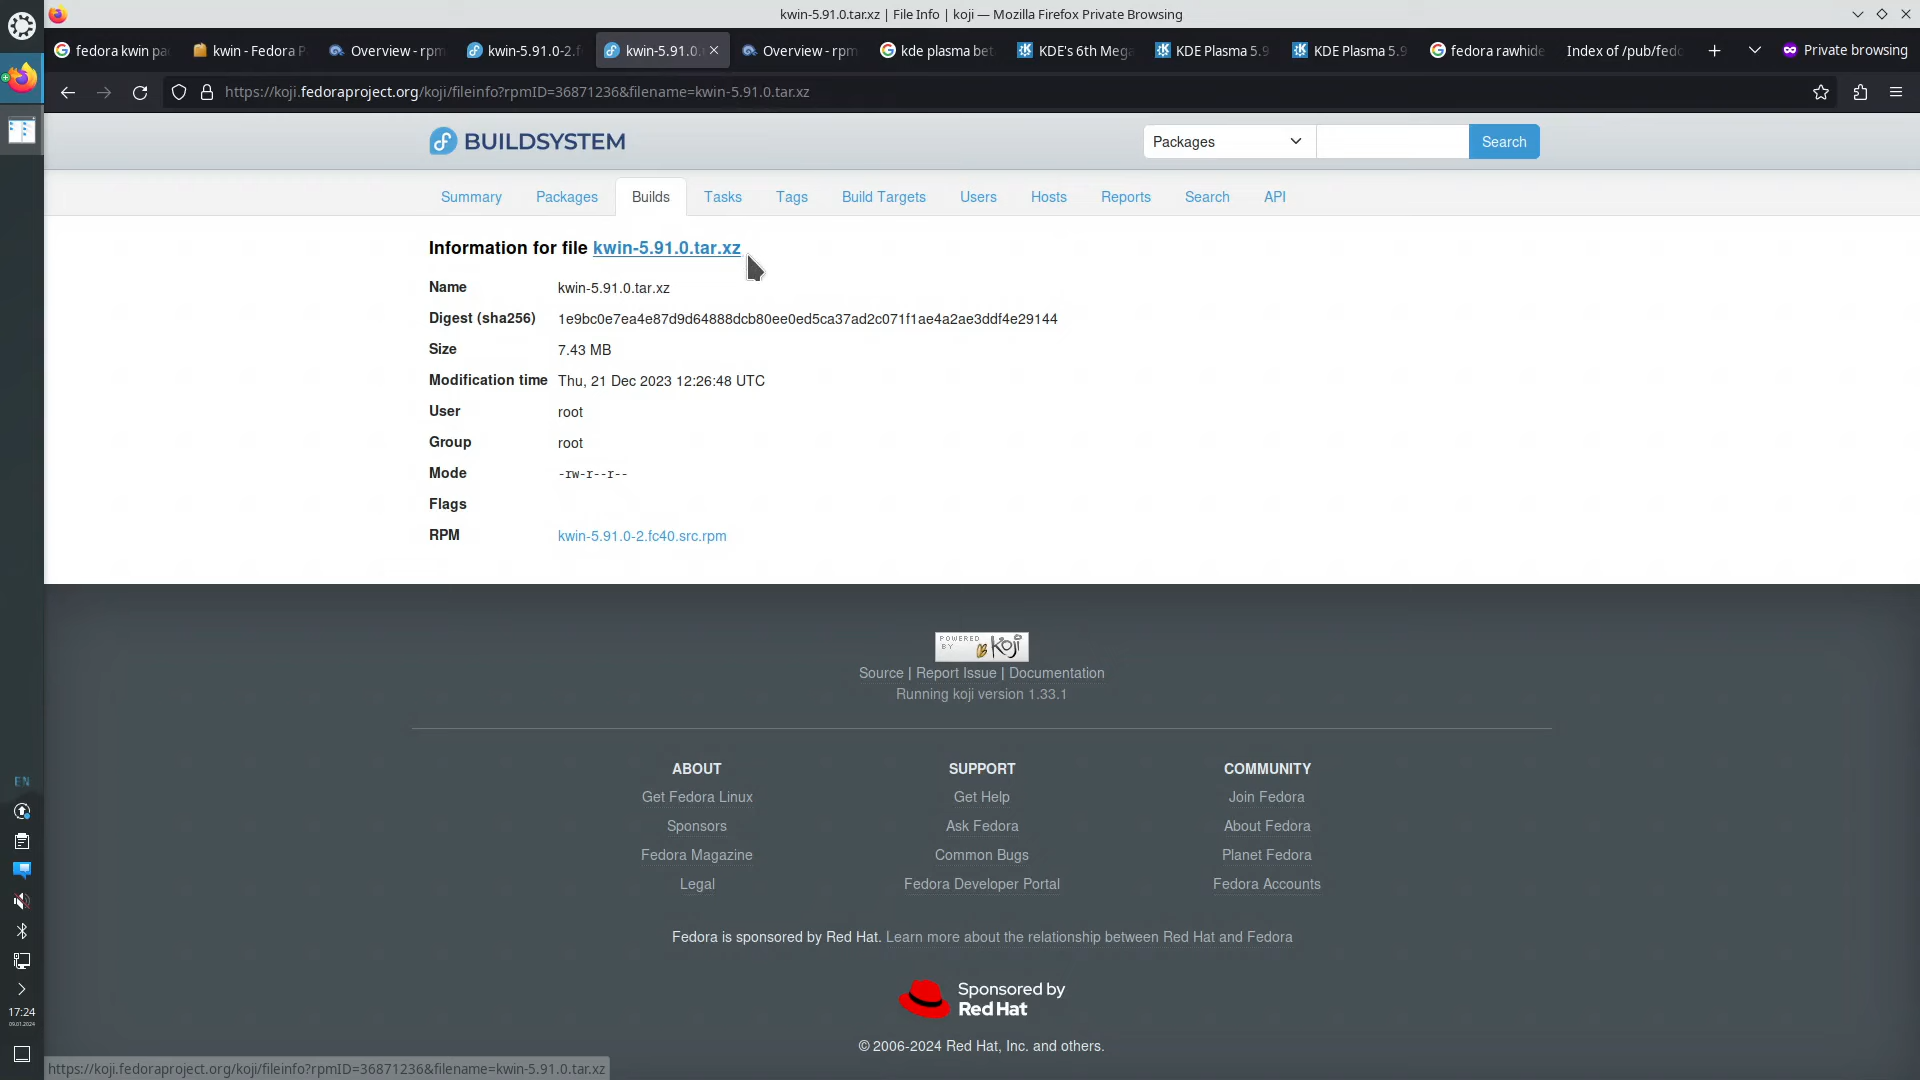 kwin-5.91.0.tar.xz | File Info | koji — Mozilla Firefox Private Browsing
fedora kwin pa
kwin - Fedora P
Overview - rpm
kwin-5.91.0-2.f
kwin-5.91.0.
Overview - rpm
kde plasma bet
KDE's 6th Mega
KDE Plasma 5.9
KDE Plasma 5.9
fedora rawhide
Index of /pub/fedo
Private browsing
https://koji.fedoraproject.org/koji/fileinfo?rpmID=36871236&filename=kwin-5.91.0.tar.xz
BUILDSYSTEM
Packages
Search
Summary Packages Builds Tasks Tags Build Targets Users Hosts Reports Search API
Information for file kwin-5.91.0.tar.xz
Name kwin-5.91.0.tar.xz
Digest (sha256) 1e9bc0e7ea4e87d9d64888dcb80ee0ed5ca37ad2c071f1ae4a2ae3ddf4e29144
Size 7.43 MB
Modification time Thu, 21 Dec 2023 12:26:48 UTC
User root
Group root
Mode -rw-r--r--
Flags
RPM kwin-5.91.0-2.fc40.src.rpm
POWERED BY koji
Source | Report Issue | Documentation
Running koji version 1.33.1
ABOUT
Get Fedora Linux
Sponsors
Fedora Magazine
Legal
SUPPORT
Get Help
Ask Fedora
Common Bugs
Fedora Developer Portal
COMMUNITY
Join Fedora
About Fedora
Planet Fedora
Fedora Accounts
Fedora is sponsored by Red Hat. Learn more about the relationship between Red Hat and Fedora
Sponsored by
Red Hat
© 2006-2024 Red Hat, Inc. and others.
EN
17:24
09.01.2024
https://koji.fedoraproject.org/koji/fileinfo?rpmID=36871236&filename=kwin-5.91.0.tar.xz